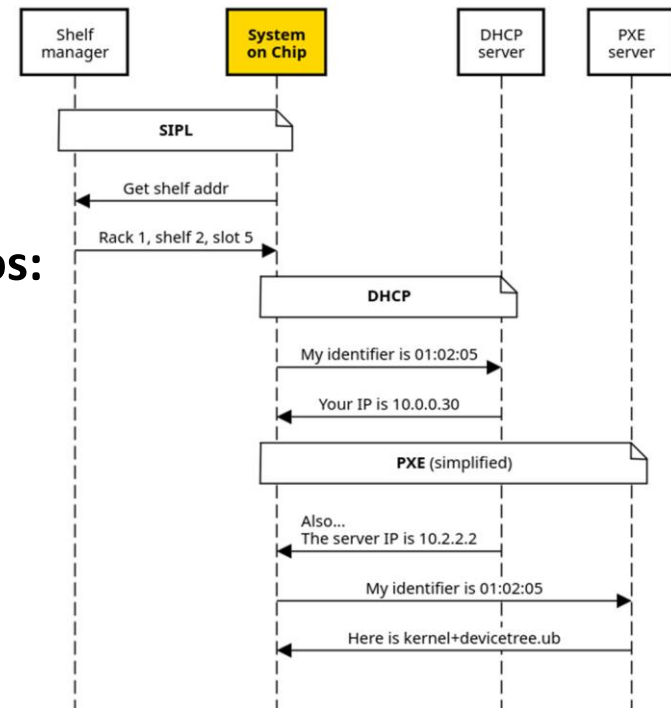 Shelf
manager
System
on Chip
DHCP
server
PXE
server
SIPL
Get shelf addr
Rack 1, shelf 2, slot 5
DHCP
My identifier is 01:02:05
Your IP is 10.0.0.30
PXE (simplified)
Also...
The server IP is 10.2.2.2
My identifier is 01:02:05
Here is kernel+devicetree.ub